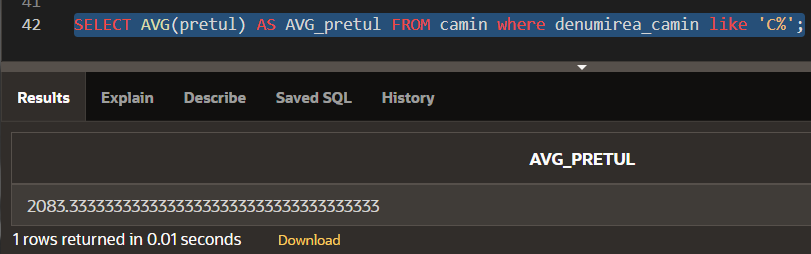 41
42 SELECT AVG(pretul) AS AVG_pretul FROM camin where denumirea_camin like 'C%';
Results Explain Describe Saved SQL History
AVG_PRETUL
2083.33333333333333333333333333333333333
1 rows returned in 0.01 seconds Download